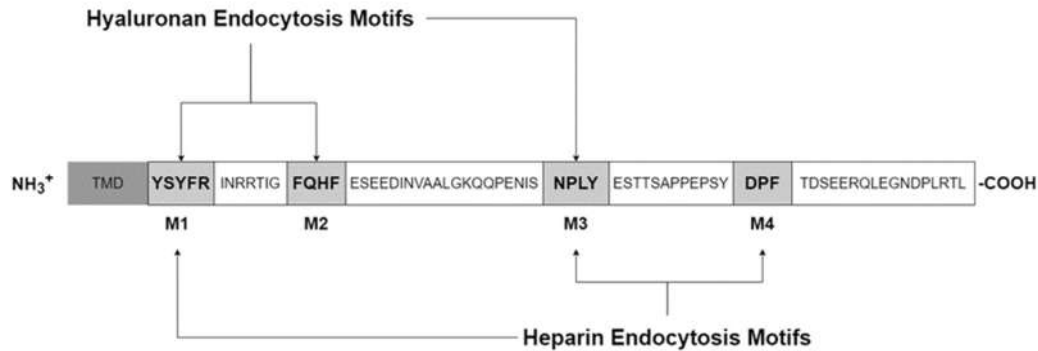 Hyaluronan Endocytosis Motifs
NH3+ TMD YSYFR INRRTIG FQHF ESEEDINVAALGKQQPENIS NPLY ESTTSAPPEPSY DPF TDSEERQLEGNDPLRTL -COOH
M1 M2 M3 M4
Heparin Endocytosis Motifs